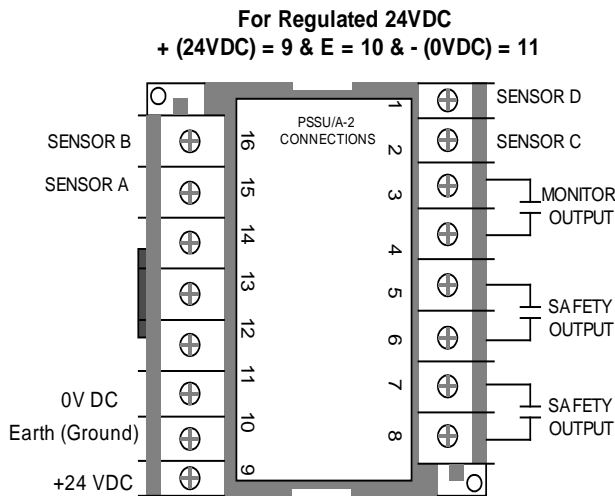 For Regulated 24VDC
+ (24VDC) = 9 & E = 10 & - (0VDC) = 11
PSSU/A-2
CONNECTIONS
SENSOR B
SENSOR A
0V DC
Earth (Ground)
+24 VDC
16
15
14
13
12
11
10
9
1
2
3
4
5
6
7
8
SENSOR D
SENSOR C
MONITOR
OUTPUT
SAFETY
OUTPUT
SAFETY
OUTPUT